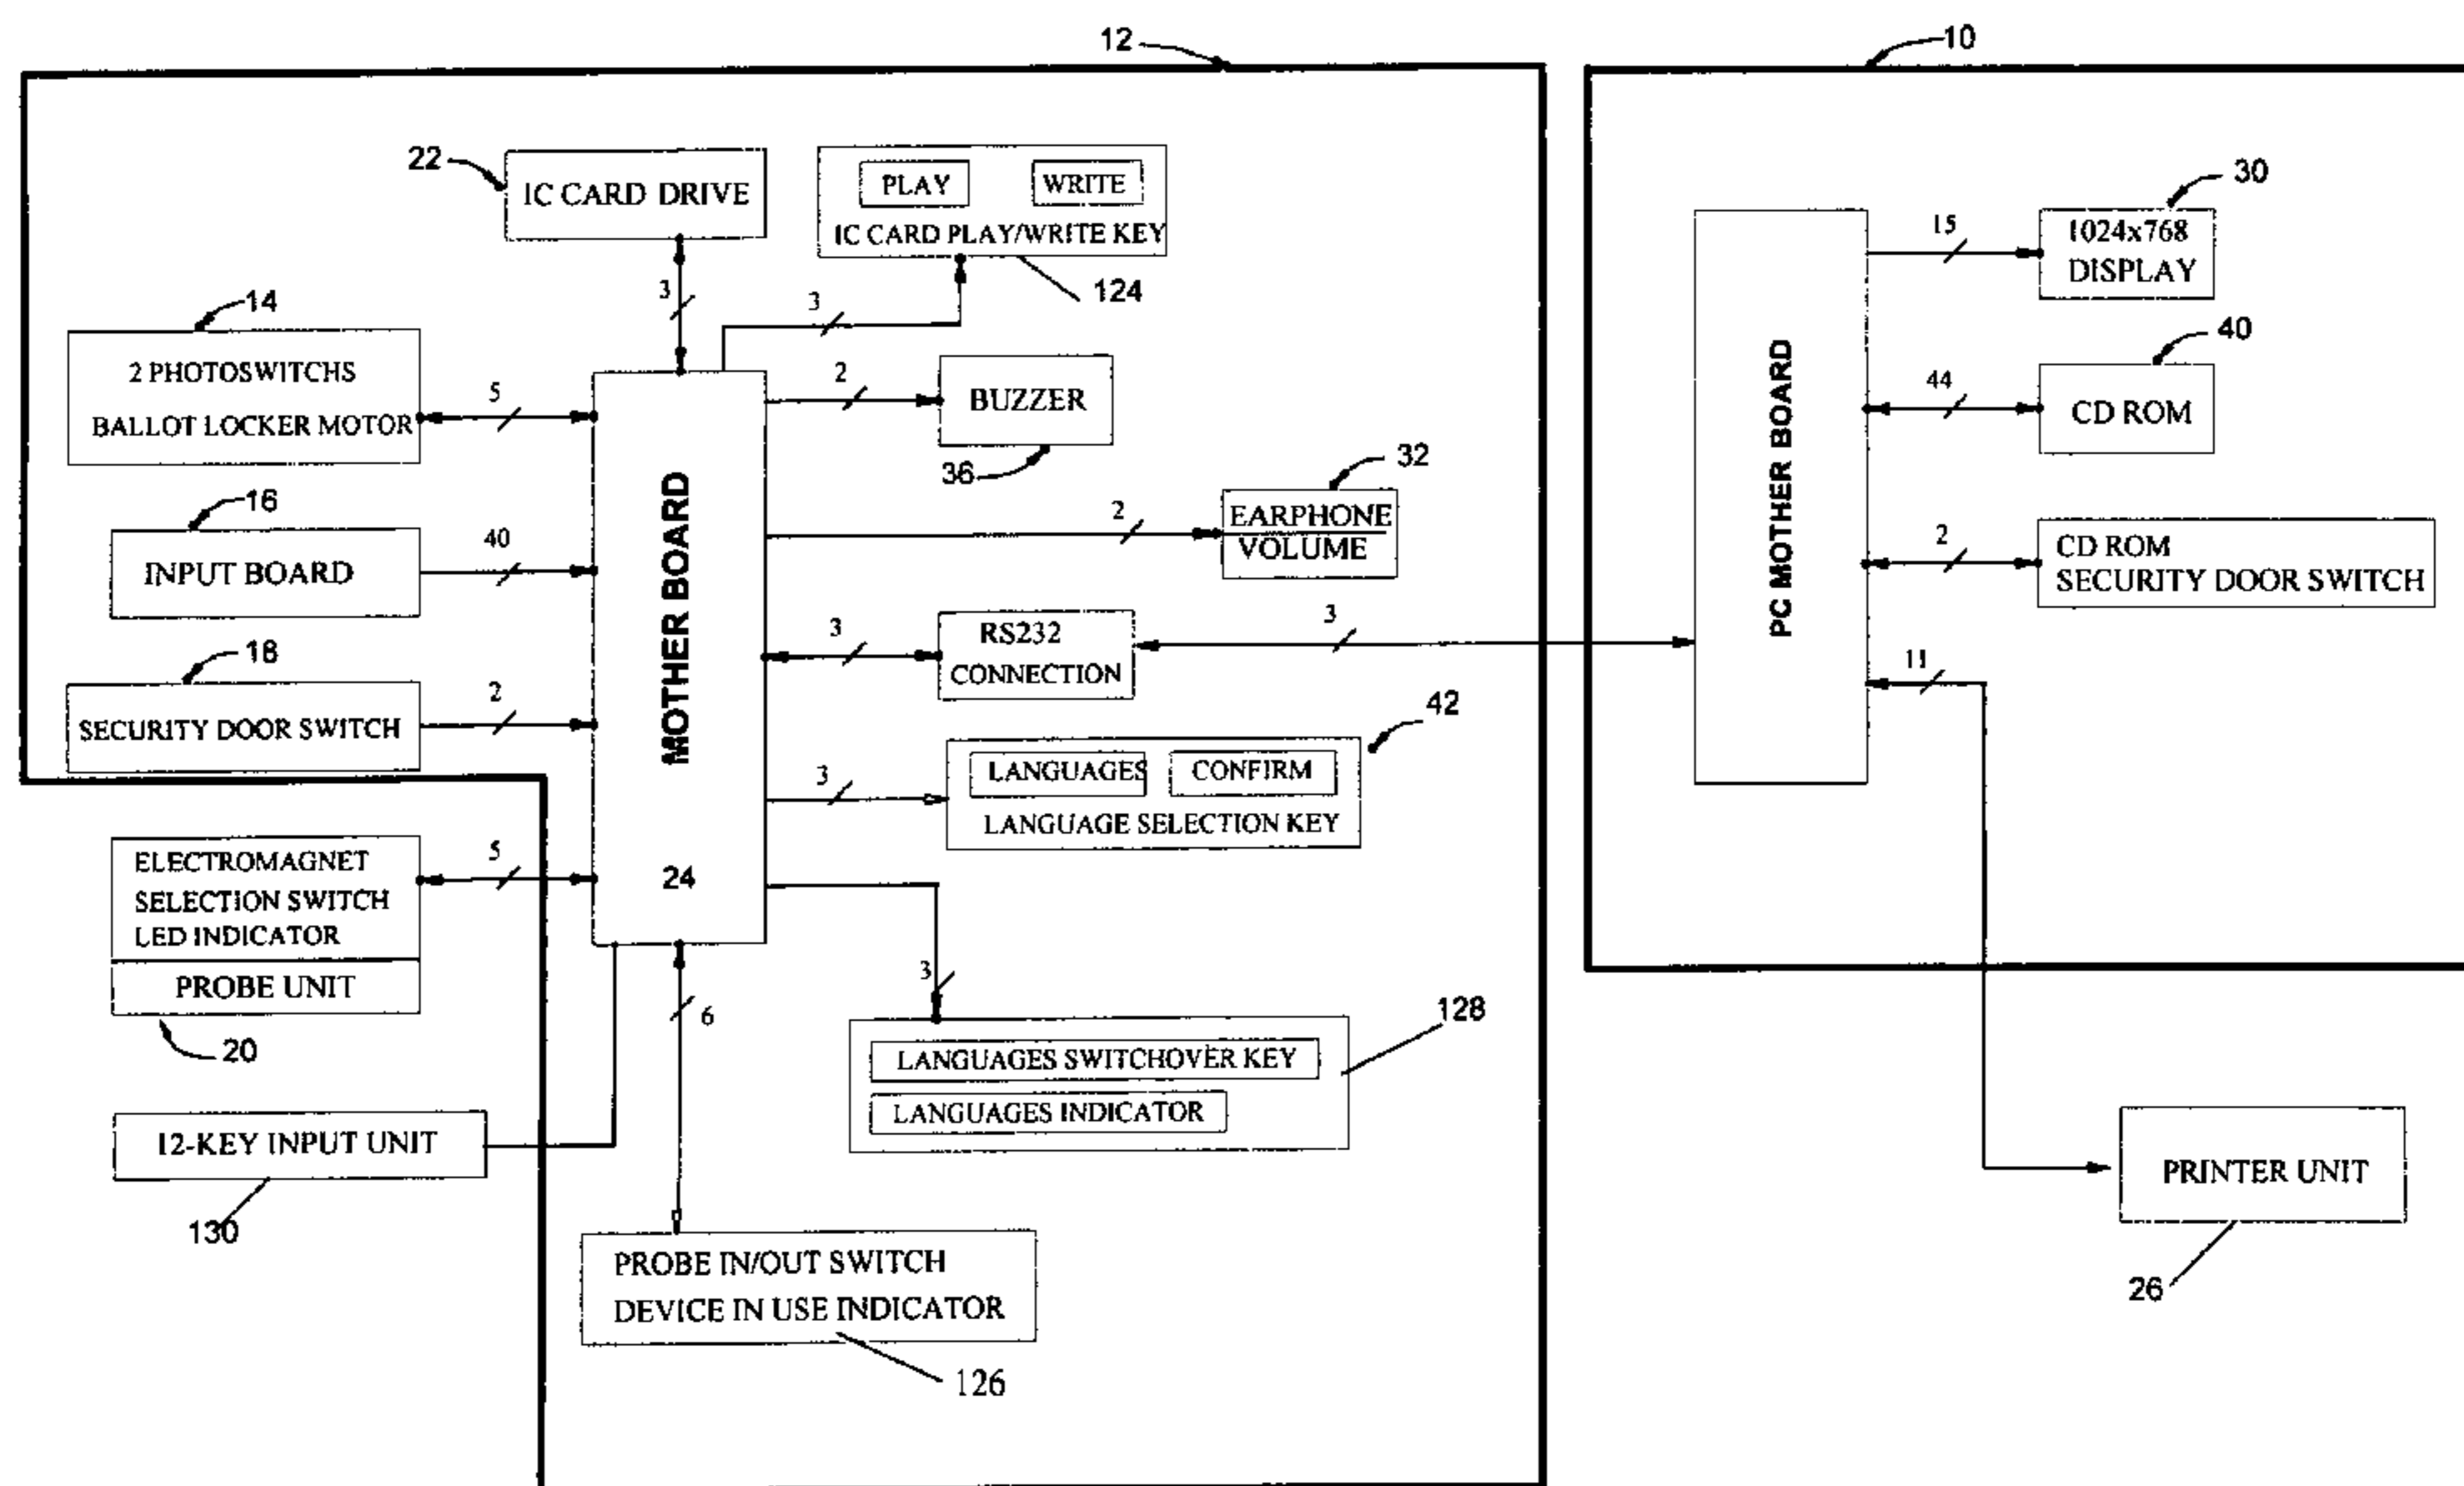 12
10
22
IC CARD DRIVE
PLAY
WRITE
IC CARD PLAY/WRITE KEY
124
3
3
14
2 PHOTOSWITCHS
BALLOT LOCKER MOTOR
5
2
BUZZER
36
16
INPUT BOARD
40
32
2
EARPHONE
VOLUME
MOTHER BOARD
24
18
SECURITY DOOR SWITCH
2
3
RS232
CONNECTION
3
42
3
LANGUAGES
CONFIRM
LANGUAGE SELECTION KEY
ELECTROMAGNET
SELECTION SWITCH
LED INDICATOR
PROBE UNIT
5
20
3
6
128
LANGUAGES SWITCHOVER KEY
LANGUAGES INDICATOR
12-KEY INPUT UNIT
130
PROBE IN/OUT SWITCH
DEVICE IN USE INDICATOR
126
PC MOTHER BOARD
15
30
1024x768
DISPLAY
40
44
CD ROM
2
CD ROM
SECURITY DOOR SWITCH
11
PRINTER UNIT
26